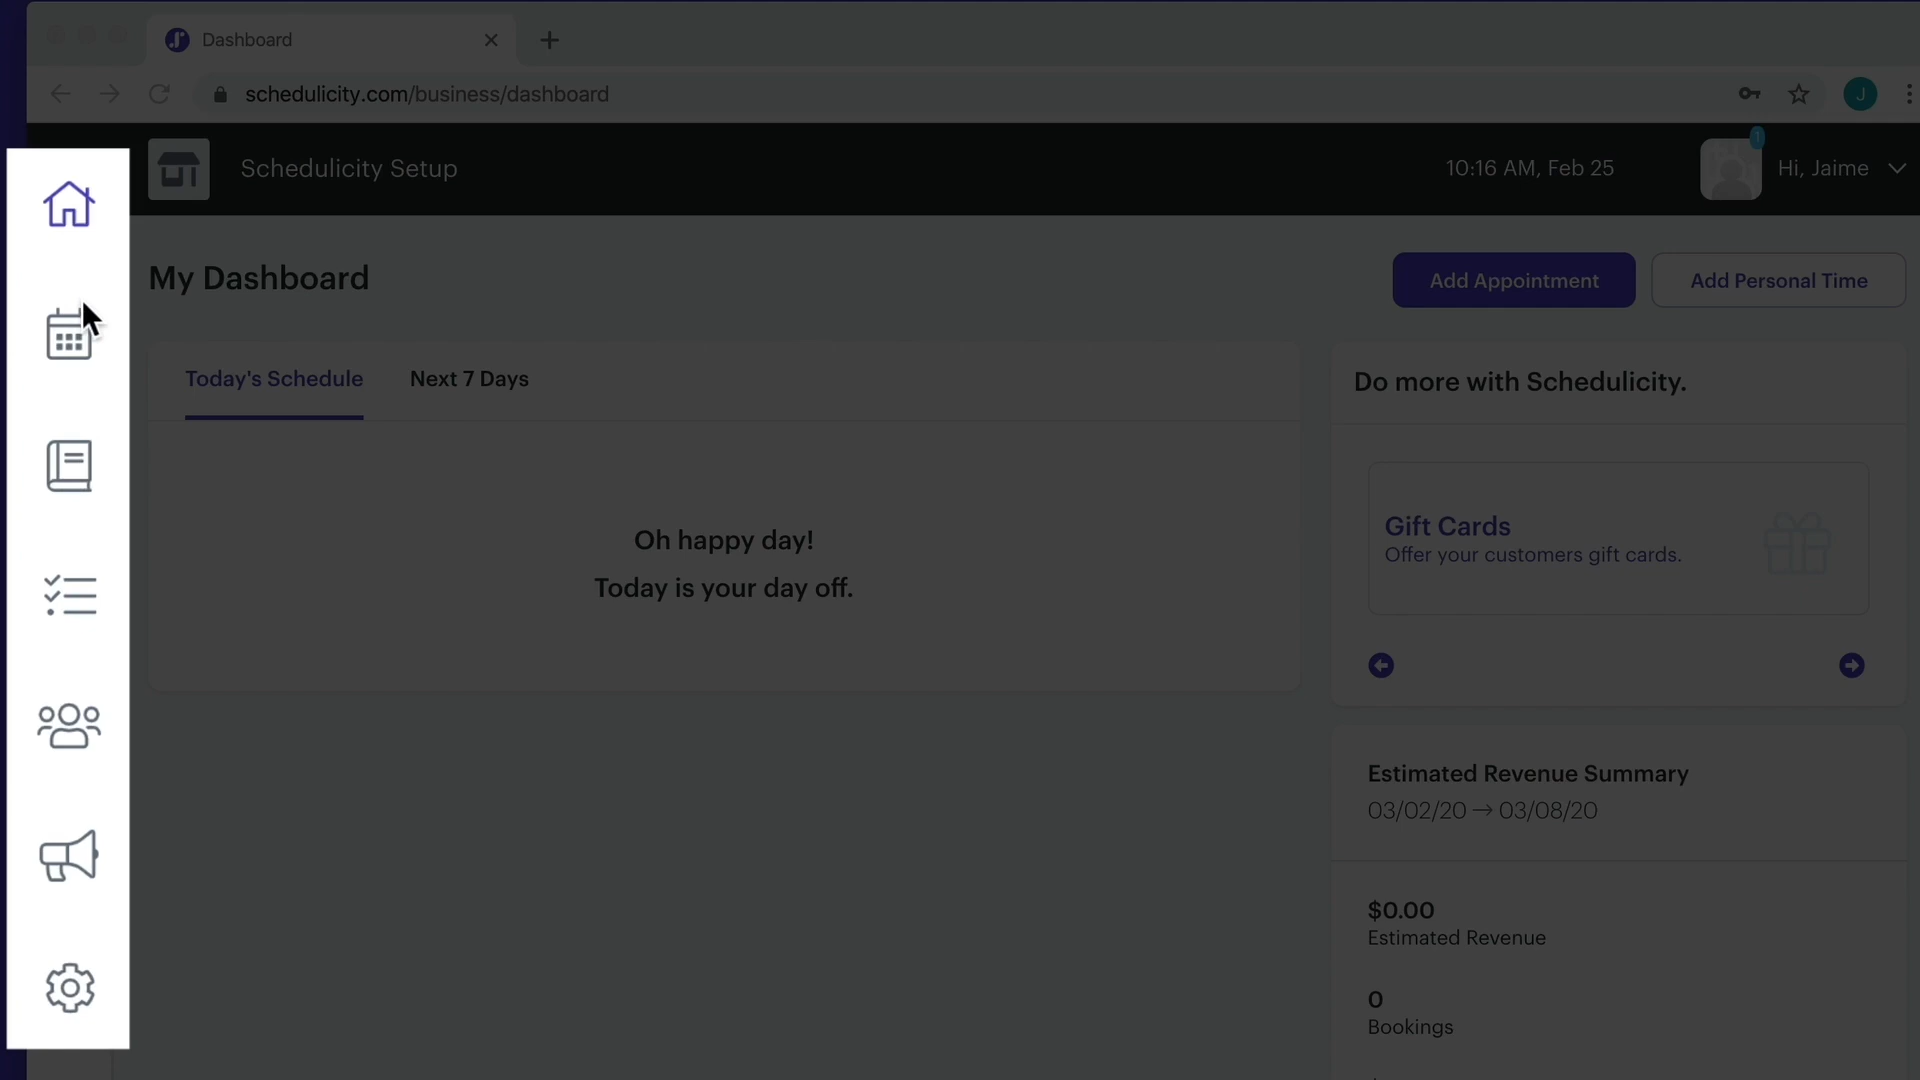 Dashboard
schedulicity.com/business/dashboard
J
Schedulicity Setup
10:16 AM, Feb 25
1
Hi, Jaime
My Dashboard
Add Appointment
Add Personal Time
Today's Schedule
Next 7 Days
Do more with Schedulicity.
Oh happy day!
Today is your day off.
Gift Cards
Offer your customers gift cards.
Estimated Revenue Summary
03/02/20 → 03/08/20
$0.00
Estimated Revenue
0
Bookings